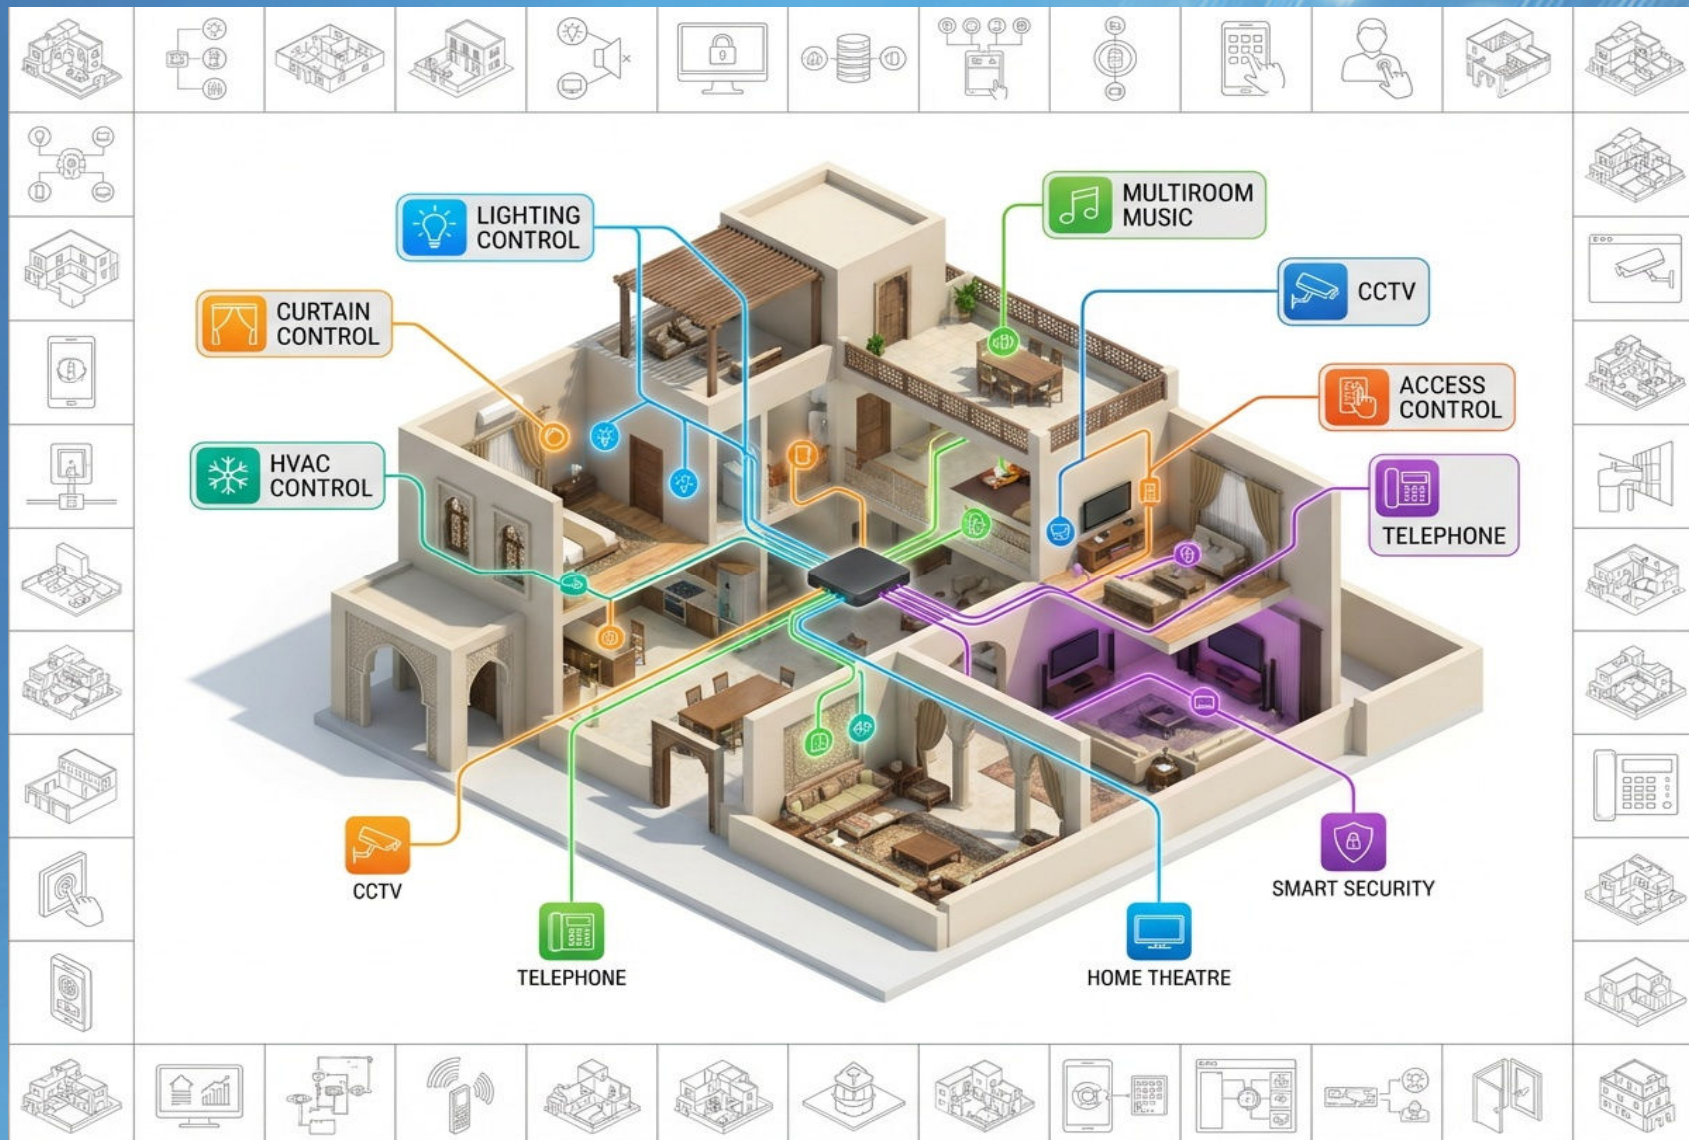 LIGHTING
CONTROL
MULTIROOM
MUSIC
CURTAIN
CONTROL
CCTV
ACCESS
CONTROL
HVAC
CONTROL
TELEPHONE
CCTV
SMART SECURITY
TELEPHONE
HOME THEATRE